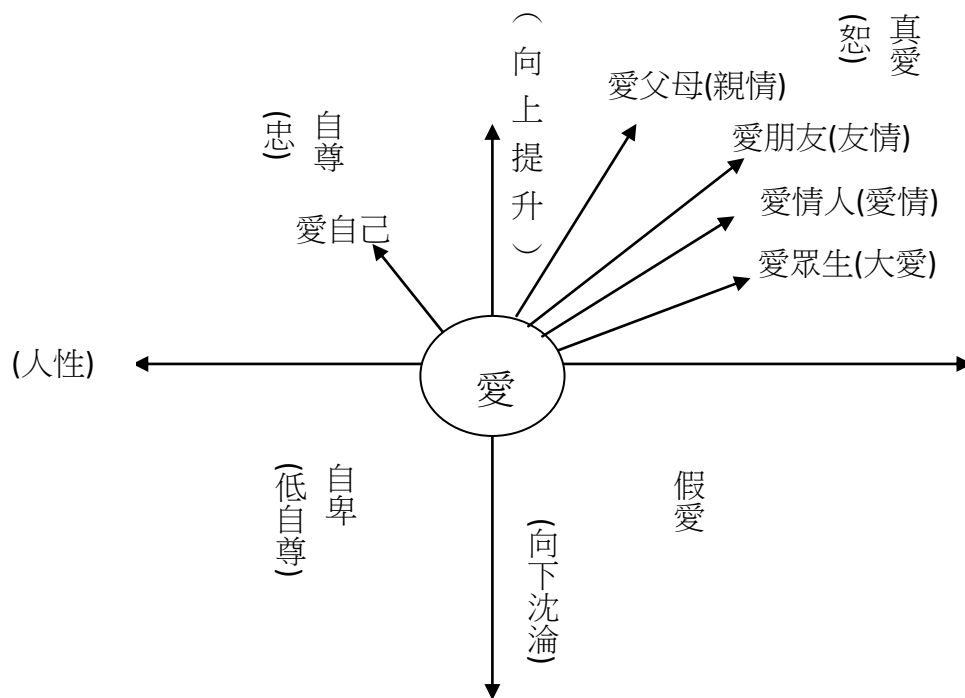 真愛
(恕)
(向上提升)
愛父母(親情)
愛朋友(友情)
自尊
(忠)
愛情人(愛情)
愛自己
愛眾生(大愛)
(人性)
愛
自卑
(低自尊)
假愛
(向下沈淪)